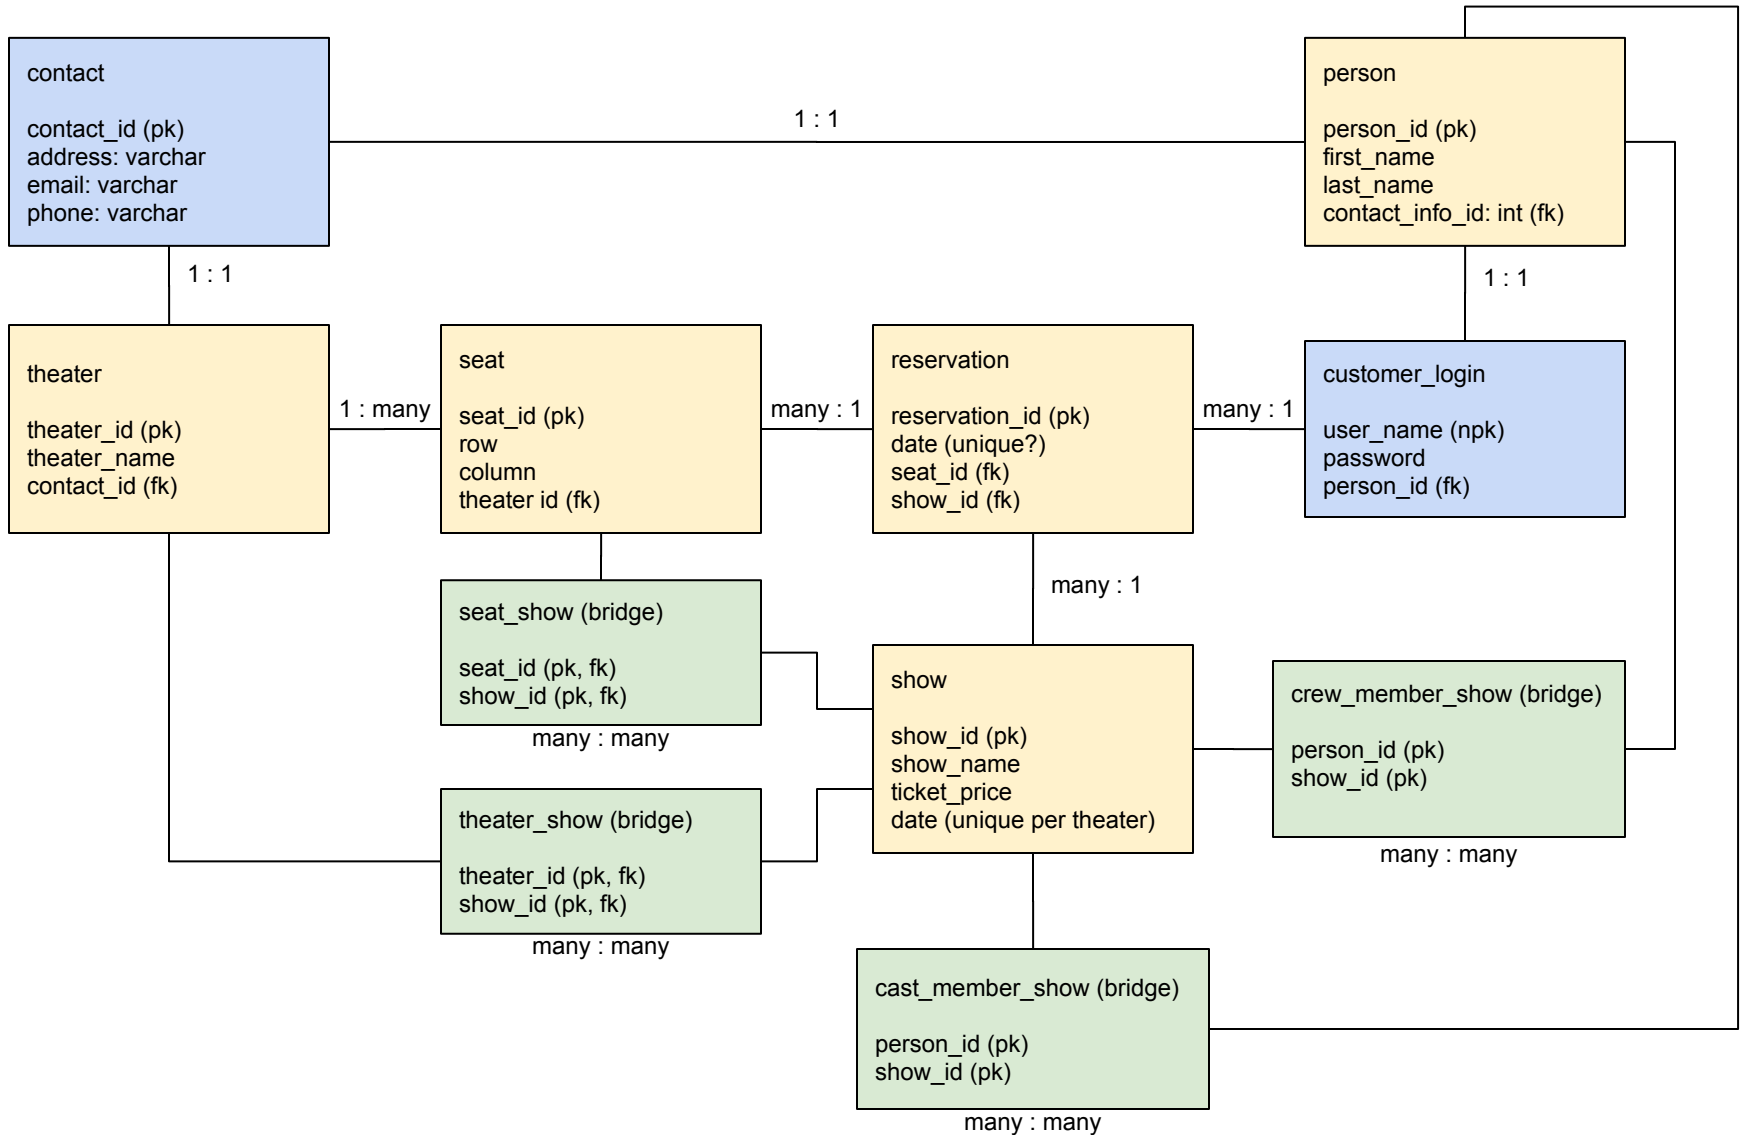 contact
contact_id (pk)
address: varchar
email: varchar
phone: varchar
1 : 1
person
person_id (pk)
first_name
last_name
contact_info_id: int (fk)
1 : 1
1 : 1
theater
theater_id (pk)
theater_name
contact_id (fk)
1 : many
seat
seat_id (pk)
row
column
theater id (fk)
many : 1
reservation
reservation_id (pk)
date (unique?)
seat_id (fk)
show_id (fk)
many : 1
customer_login
user_name (npk)
password
person_id (fk)
many : 1
seat_show (bridge)
seat_id (pk, fk)
show_id (pk, fk)
many : many
show
show_id (pk)
show_name
ticket_price
date (unique per theater)
crew_member_show (bridge)
person_id (pk)
show_id (pk)
many : many
theater_show (bridge)
theater_id (pk, fk)
show_id (pk, fk)
many : many
cast_member_show (bridge)
person_id (pk)
show_id (pk)
many : many